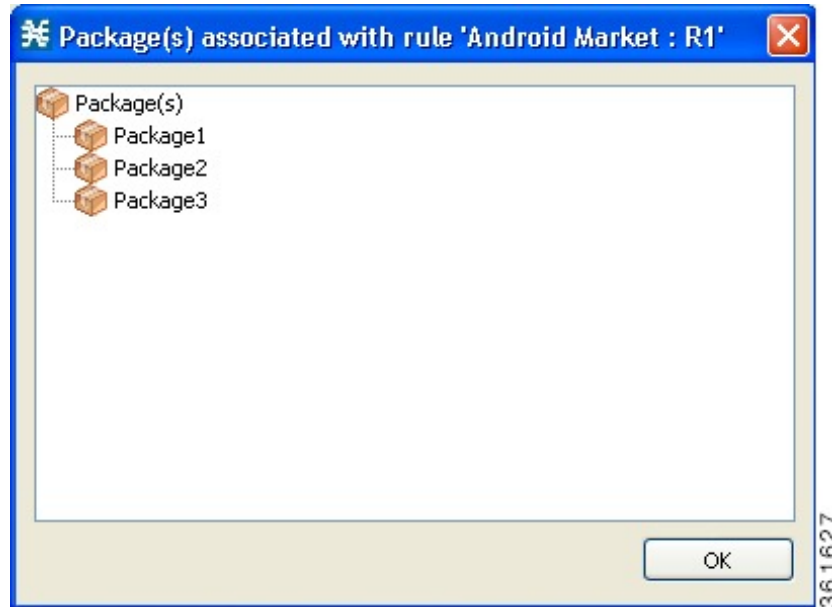 Package(s) associated with rule 'Android Market : R1'
Package(s)
Package1
Package2
Package3
OK
361627